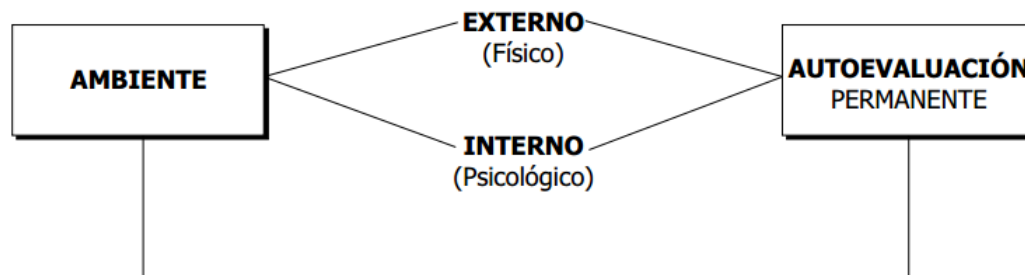 EXTERNO
(Físico)
AMBIENTE
AUTOEVALUACIÓN
PERMANENTE
INTERNO
(Psicológico)